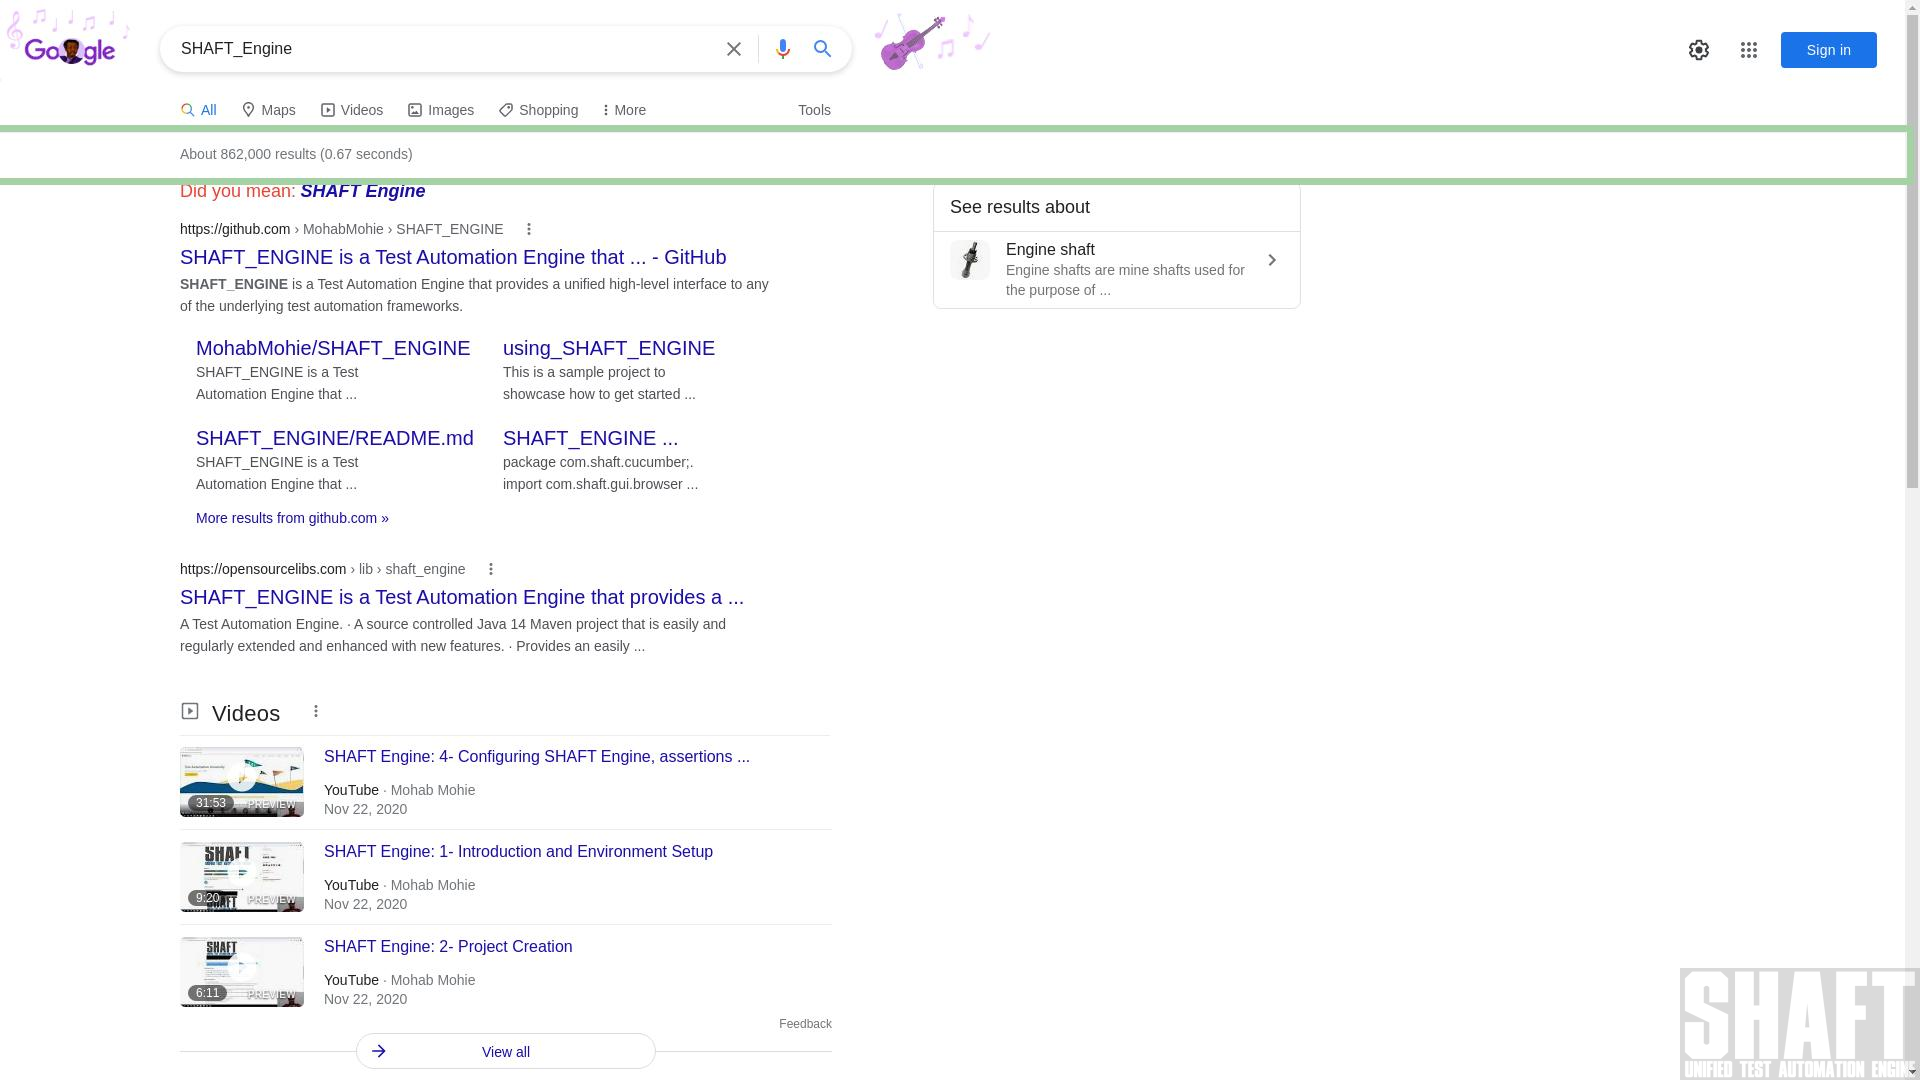 Google
SHAFT_Engine
Sign in
All
Maps
Videos
Images
Shopping
More
Tools
About 862,000 results (0.67 seconds)
Did you mean: SHAFT Engine
https://github.com › MohabMohie › SHAFT_ENGINE
SHAFT_ENGINE is a Test Automation Engine that ... - GitHub
SHAFT_ENGINE is a Test Automation Engine that provides a unified high-level interface to any
of the underlying test automation frameworks.
MohabMohie/SHAFT_ENGINE
SHAFT_ENGINE is a Test
Automation Engine that ...
using_SHAFT_ENGINE
This is a sample project to
showcase how to get started ...
SHAFT_ENGINE/README.md
SHAFT_ENGINE is a Test
Automation Engine that ...
SHAFT_ENGINE ...
package com.shaft.cucumber;.
import com.shaft.gui.browser ...
More results from github.com »
https://opensourcelibs.com › lib › shaft_engine
SHAFT_ENGINE is a Test Automation Engine that provides a ...
A Test Automation Engine. · A source controlled Java 14 Maven project that is easily and
regularly extended and enhanced with new features. · Provides an easily ...
Videos
31:53
PREVIEW
SHAFT Engine: 4- Configuring SHAFT Engine, assertions ...
YouTube · Mohab Mohie
Nov 22, 2020
SHAFT
9:20
PREVIEW
SHAFT Engine: 1- Introduction and Environment Setup
YouTube · Mohab Mohie
Nov 22, 2020
SHAFT
6:11
PREVIEW
SHAFT Engine: 2- Project Creation
YouTube · Mohab Mohie
Nov 22, 2020
Feedback
View all
See results about
Engine shaft
Engine shafts are mine shafts used for
the purpose of ...
SHAFT
UNIFIED TEST AUTOMATION ENGINE